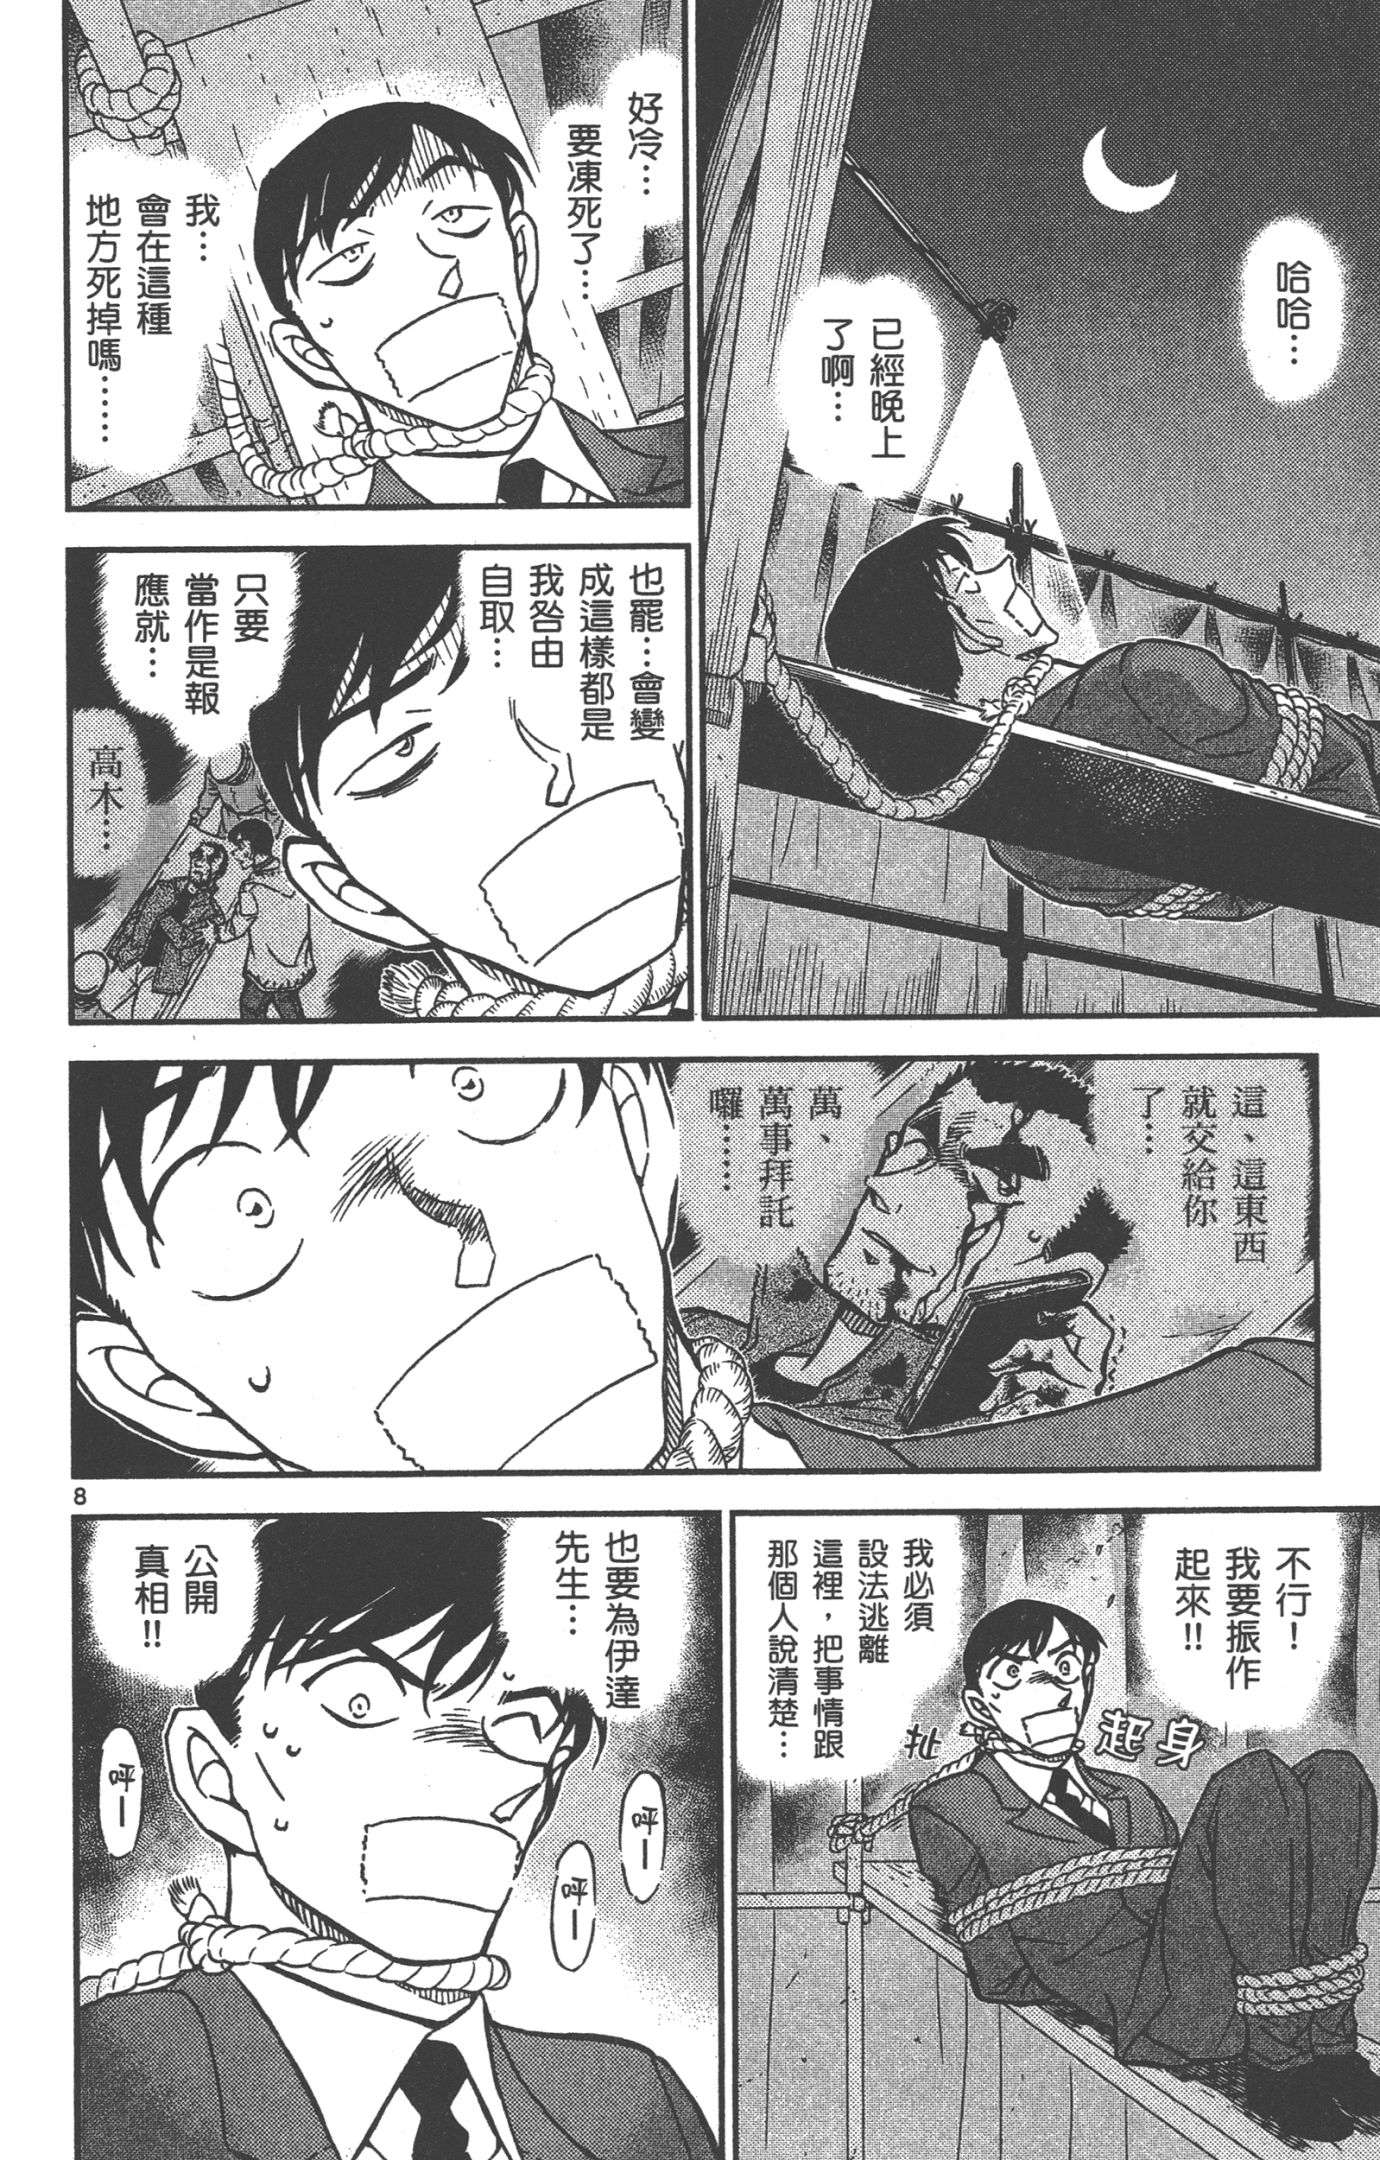 哈哈…
已經晚上
了啊…
好冷…
要凍死了…
我…
會在這種
地方死掉嗎……
也罷…會變
成這樣都是
我咎由
自取…
只要
當作是報
應就…
高木…
這、這東西
就交給你
了……
萬、
萬事拜託
囉……
8
不行！
我要振作
起來!!
起身
扯
我必須
設法逃離
這裡，把事情跟
那個人說清楚…
也要為伊達
先生…
公開
真相!!
呼—
呼—
呼—